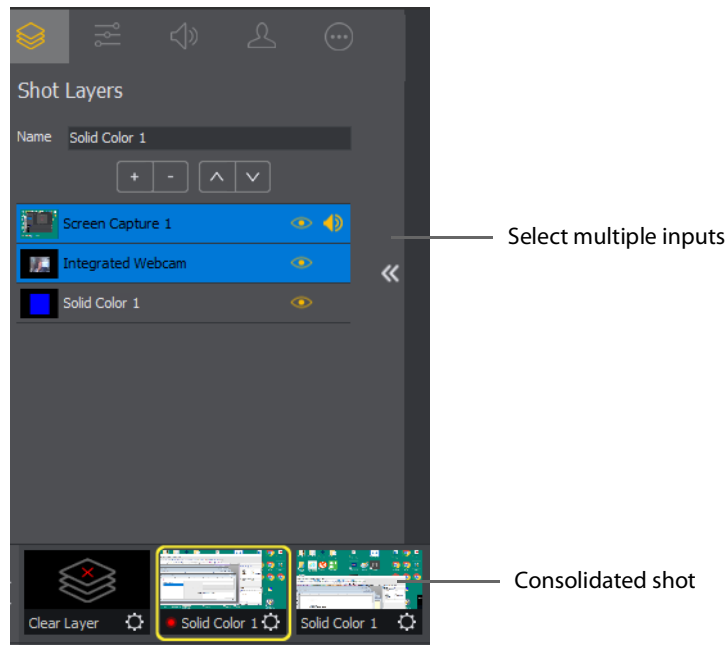 Shot Layers
Name Solid Color 1
+ -
Screen Capture 1
Select multiple inputs
Integrated Webcam
Solid Color 1
Consolidated shot
Clear Layer
Solid Color 1
Solid Color 1